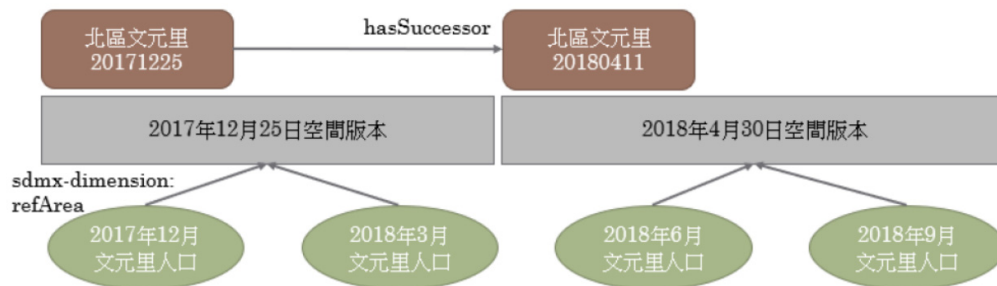 北區文元里
20171225
hasSuccessor
北區文元里
20180411
2017年12月25日空間版本
2018年4月30日空間版本
sdmx-dimension:
refArea
2017年12月
文元里人口
2018年3月
文元里人口
2018年6月
文元里人口
2018年9月
文元里人口